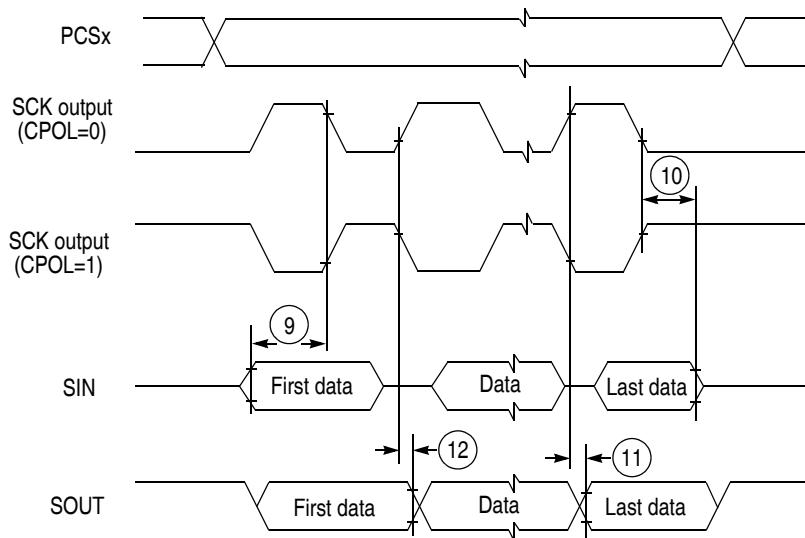 PCSx
SCK output
(CPOL=0)
10
SCK output
(CPOL=1)
9
SIN
First data
Data
Last data
12
11
SOUT
First data
Data
Last data